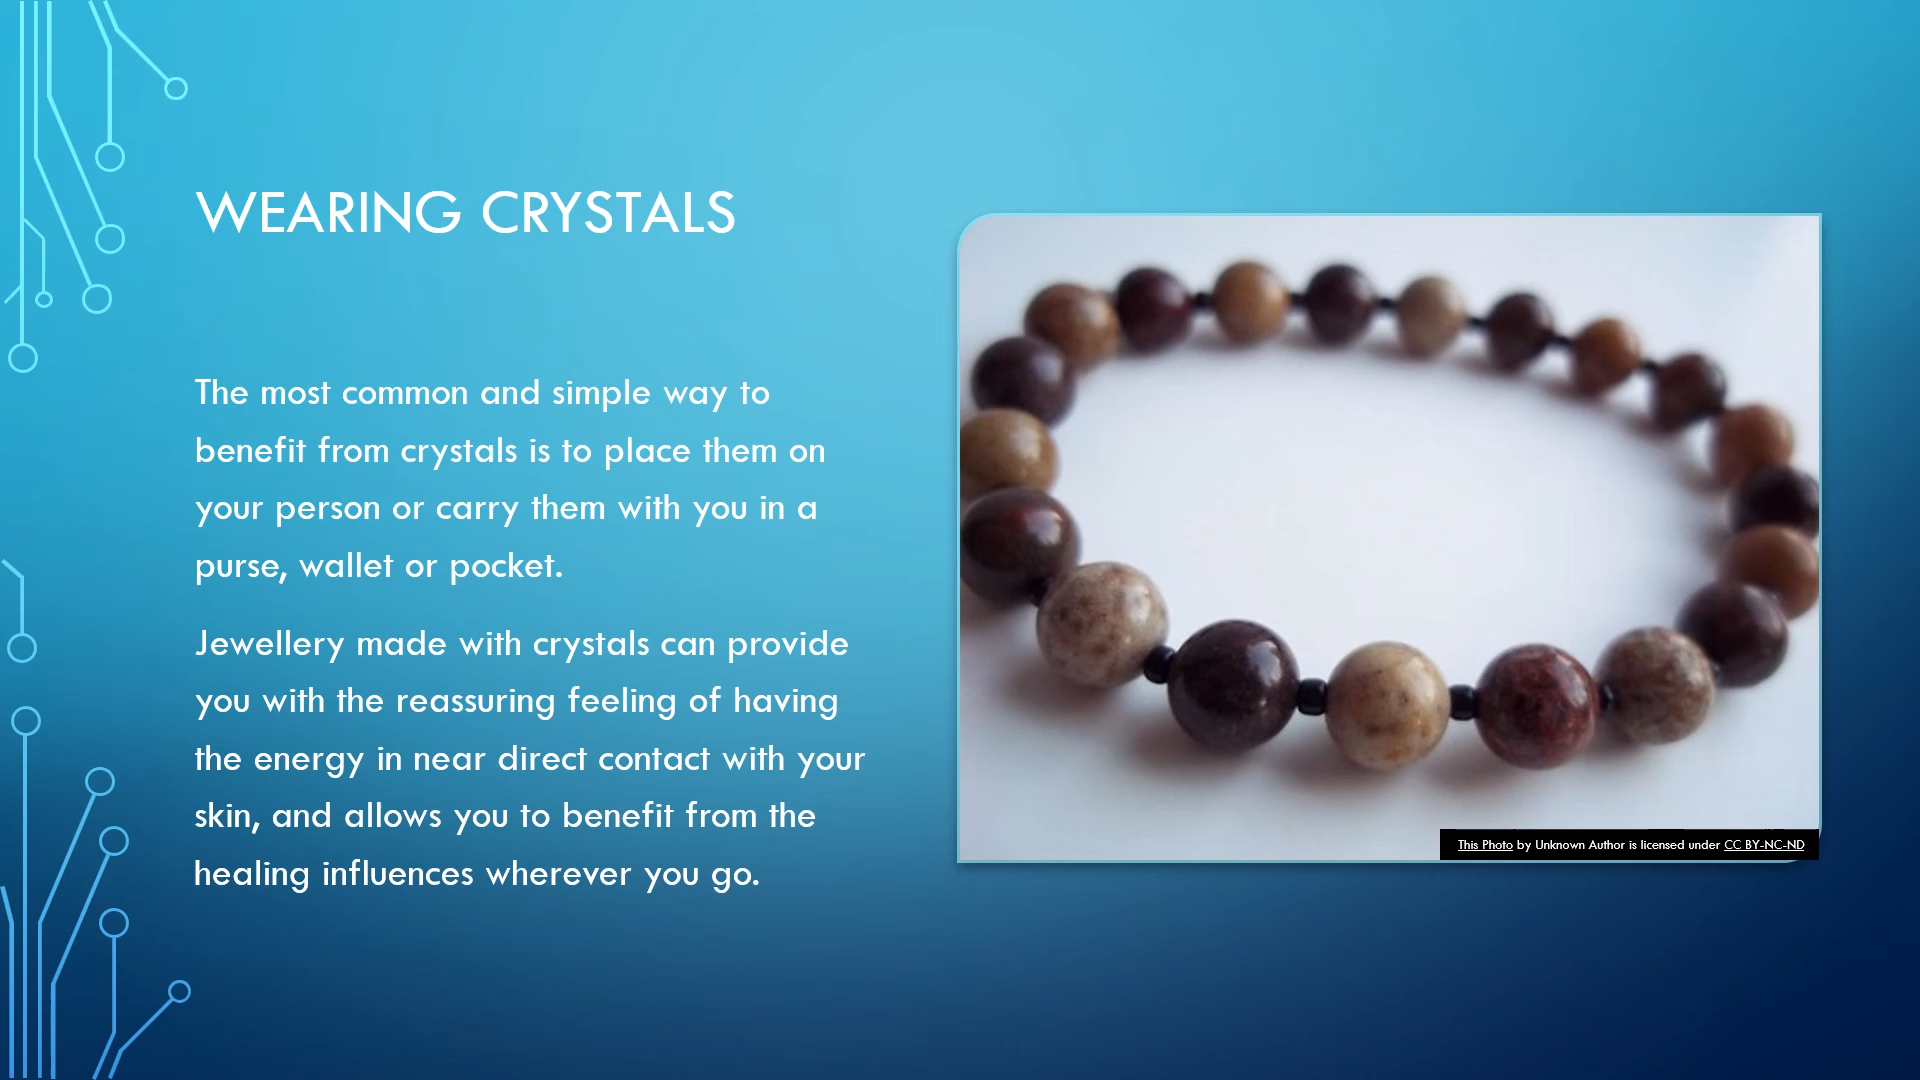 WEARING CRYSTALS
The most common and simple way to
benefit from crystals is to place them on
your person or carry them with you in a
purse, wallet or pocket.
Jewellery made with crystals can provide
you with the reassuring feeling of having
the energy in near direct contact with your
skin, and allows you to benefit from the
healing influences wherever you go.
This Photo by Unknown Author is licensed under CC BY-NC-ND